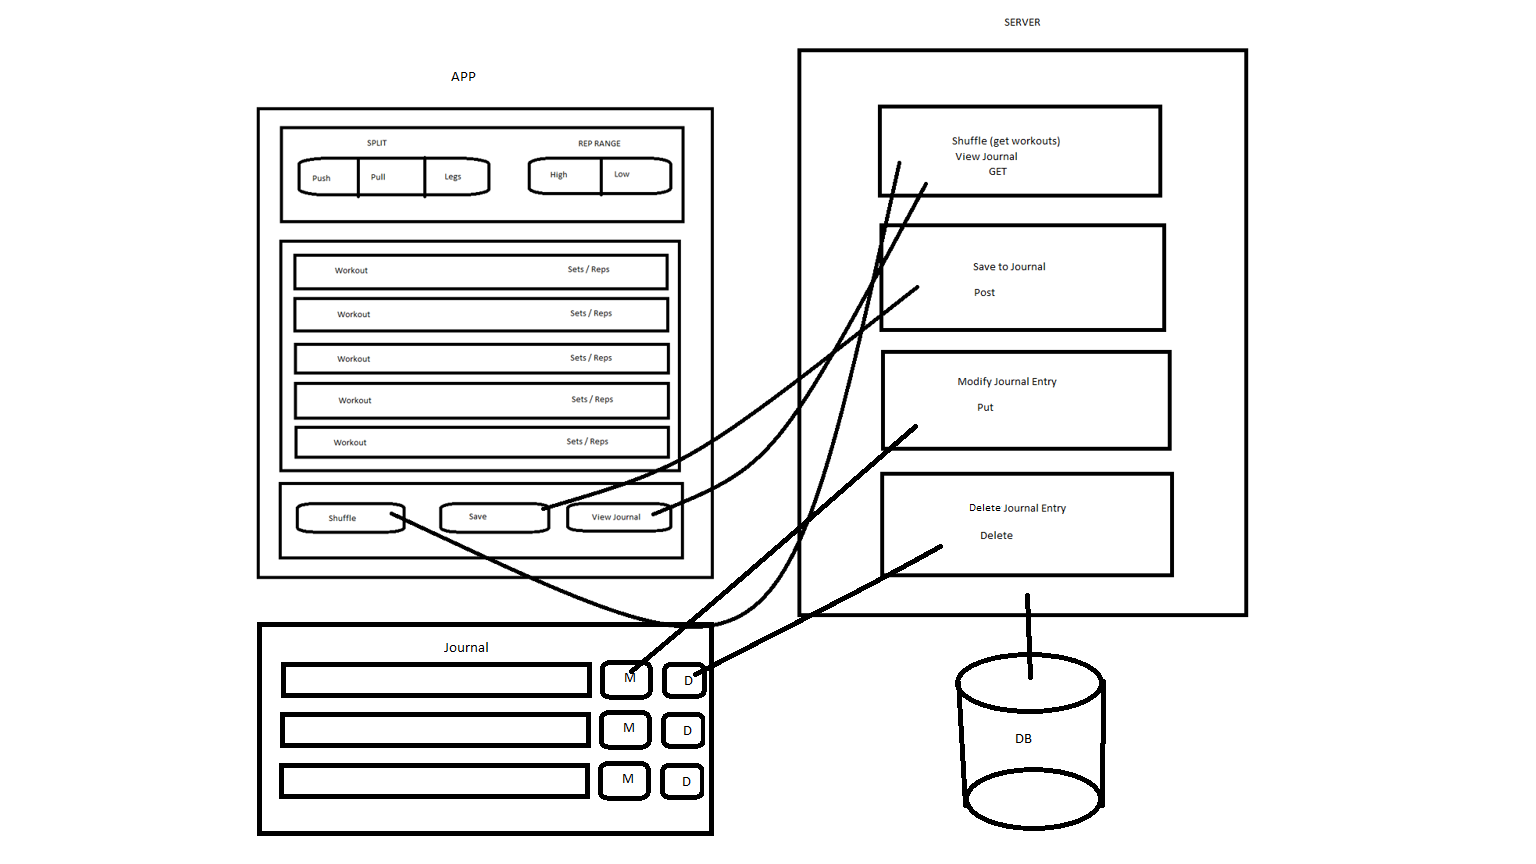 SERVER
APP
SPLIT
REP RANGE
Push
Pull
Legs
High
Low
Workout
Sets / Reps
Workout
Sets / Reps
Workout
Sets / Reps
Workout
Sets / Reps
Workout
Sets / Reps
Shuffle
Save
View Journal
Shuffle (get workouts)
View Journal
GET
Save to Journal
Post
Modify Journal Entry
Put
Delete Journal Entry
Delete
Journal
M
D
M
D
M
D
DB